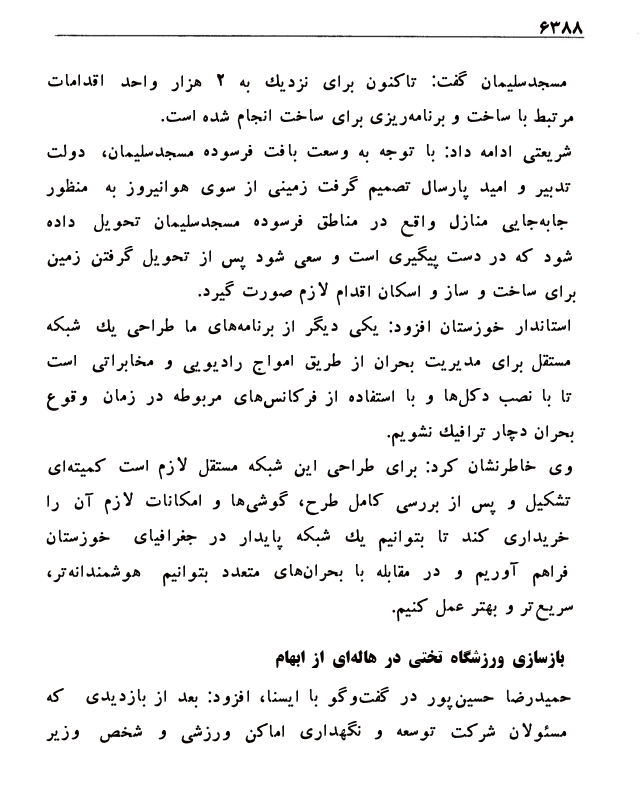 ۶۳۸۸
مسجدسلیمان گفت: تاکنون برای نزدیك به ۲ هزار واحد اقدامات
مرتبط با ساخت و برنامه‌ریزی برای ساخت انجام شده است.
شریعتی ادامه داد: با توجه به وسعت بافت فرسوده مسجدسلیمان، دولت
تدبیر و امید پارسال تصمیم گرفت زمینی از سوی هوانیروز به منظور
جابه‌جایی منازل واقع در مناطق فرسوده مسجدسلیمان تحویل داده
شود که در دست پیگیری است و سعی شود پس از تحویل گرفتن زمین
برای ساخت و ساز و اسکان اقدام لازم صورت گیرد.
استاندار خوزستان افزود: یکی دیگر از برنامه‌های ما طراحی یك شبکه
مستقل برای مدیریت بحران از طریق امواج رادیویی و مخابراتی است
تا با نصب دکل‌ها و با استفاده از فرکانس‌های مربوطه در زمان وقوع
بحران دچار ترافیك نشویم.
وی خاطرنشان کرد: برای طراحی این شبکه مستقل لازم است کمیته‌ای
تشکیل و پس از بررسی کامل طرح، گوشی‌ها و امکانات لازم آن را
خریداری کند تا بتوانیم یك شبکه پایدار در جغرافیای خوزستان
فراهم آوریم و در مقابله با بحران‌های متعدد بتوانیم هوشمندانه‌تر،
سریع‌تر و بهتر عمل کنیم.
بازسازی ورزشگاه تختی در هاله‌ای از ابهام
حمیدرضا حسین‌پور در گفت‌وگو با ایسنا، افزود: بعد از بازدیدی که
مسئولان شرکت توسعه و نگهداری اماکن ورزشی و شخص وزیر